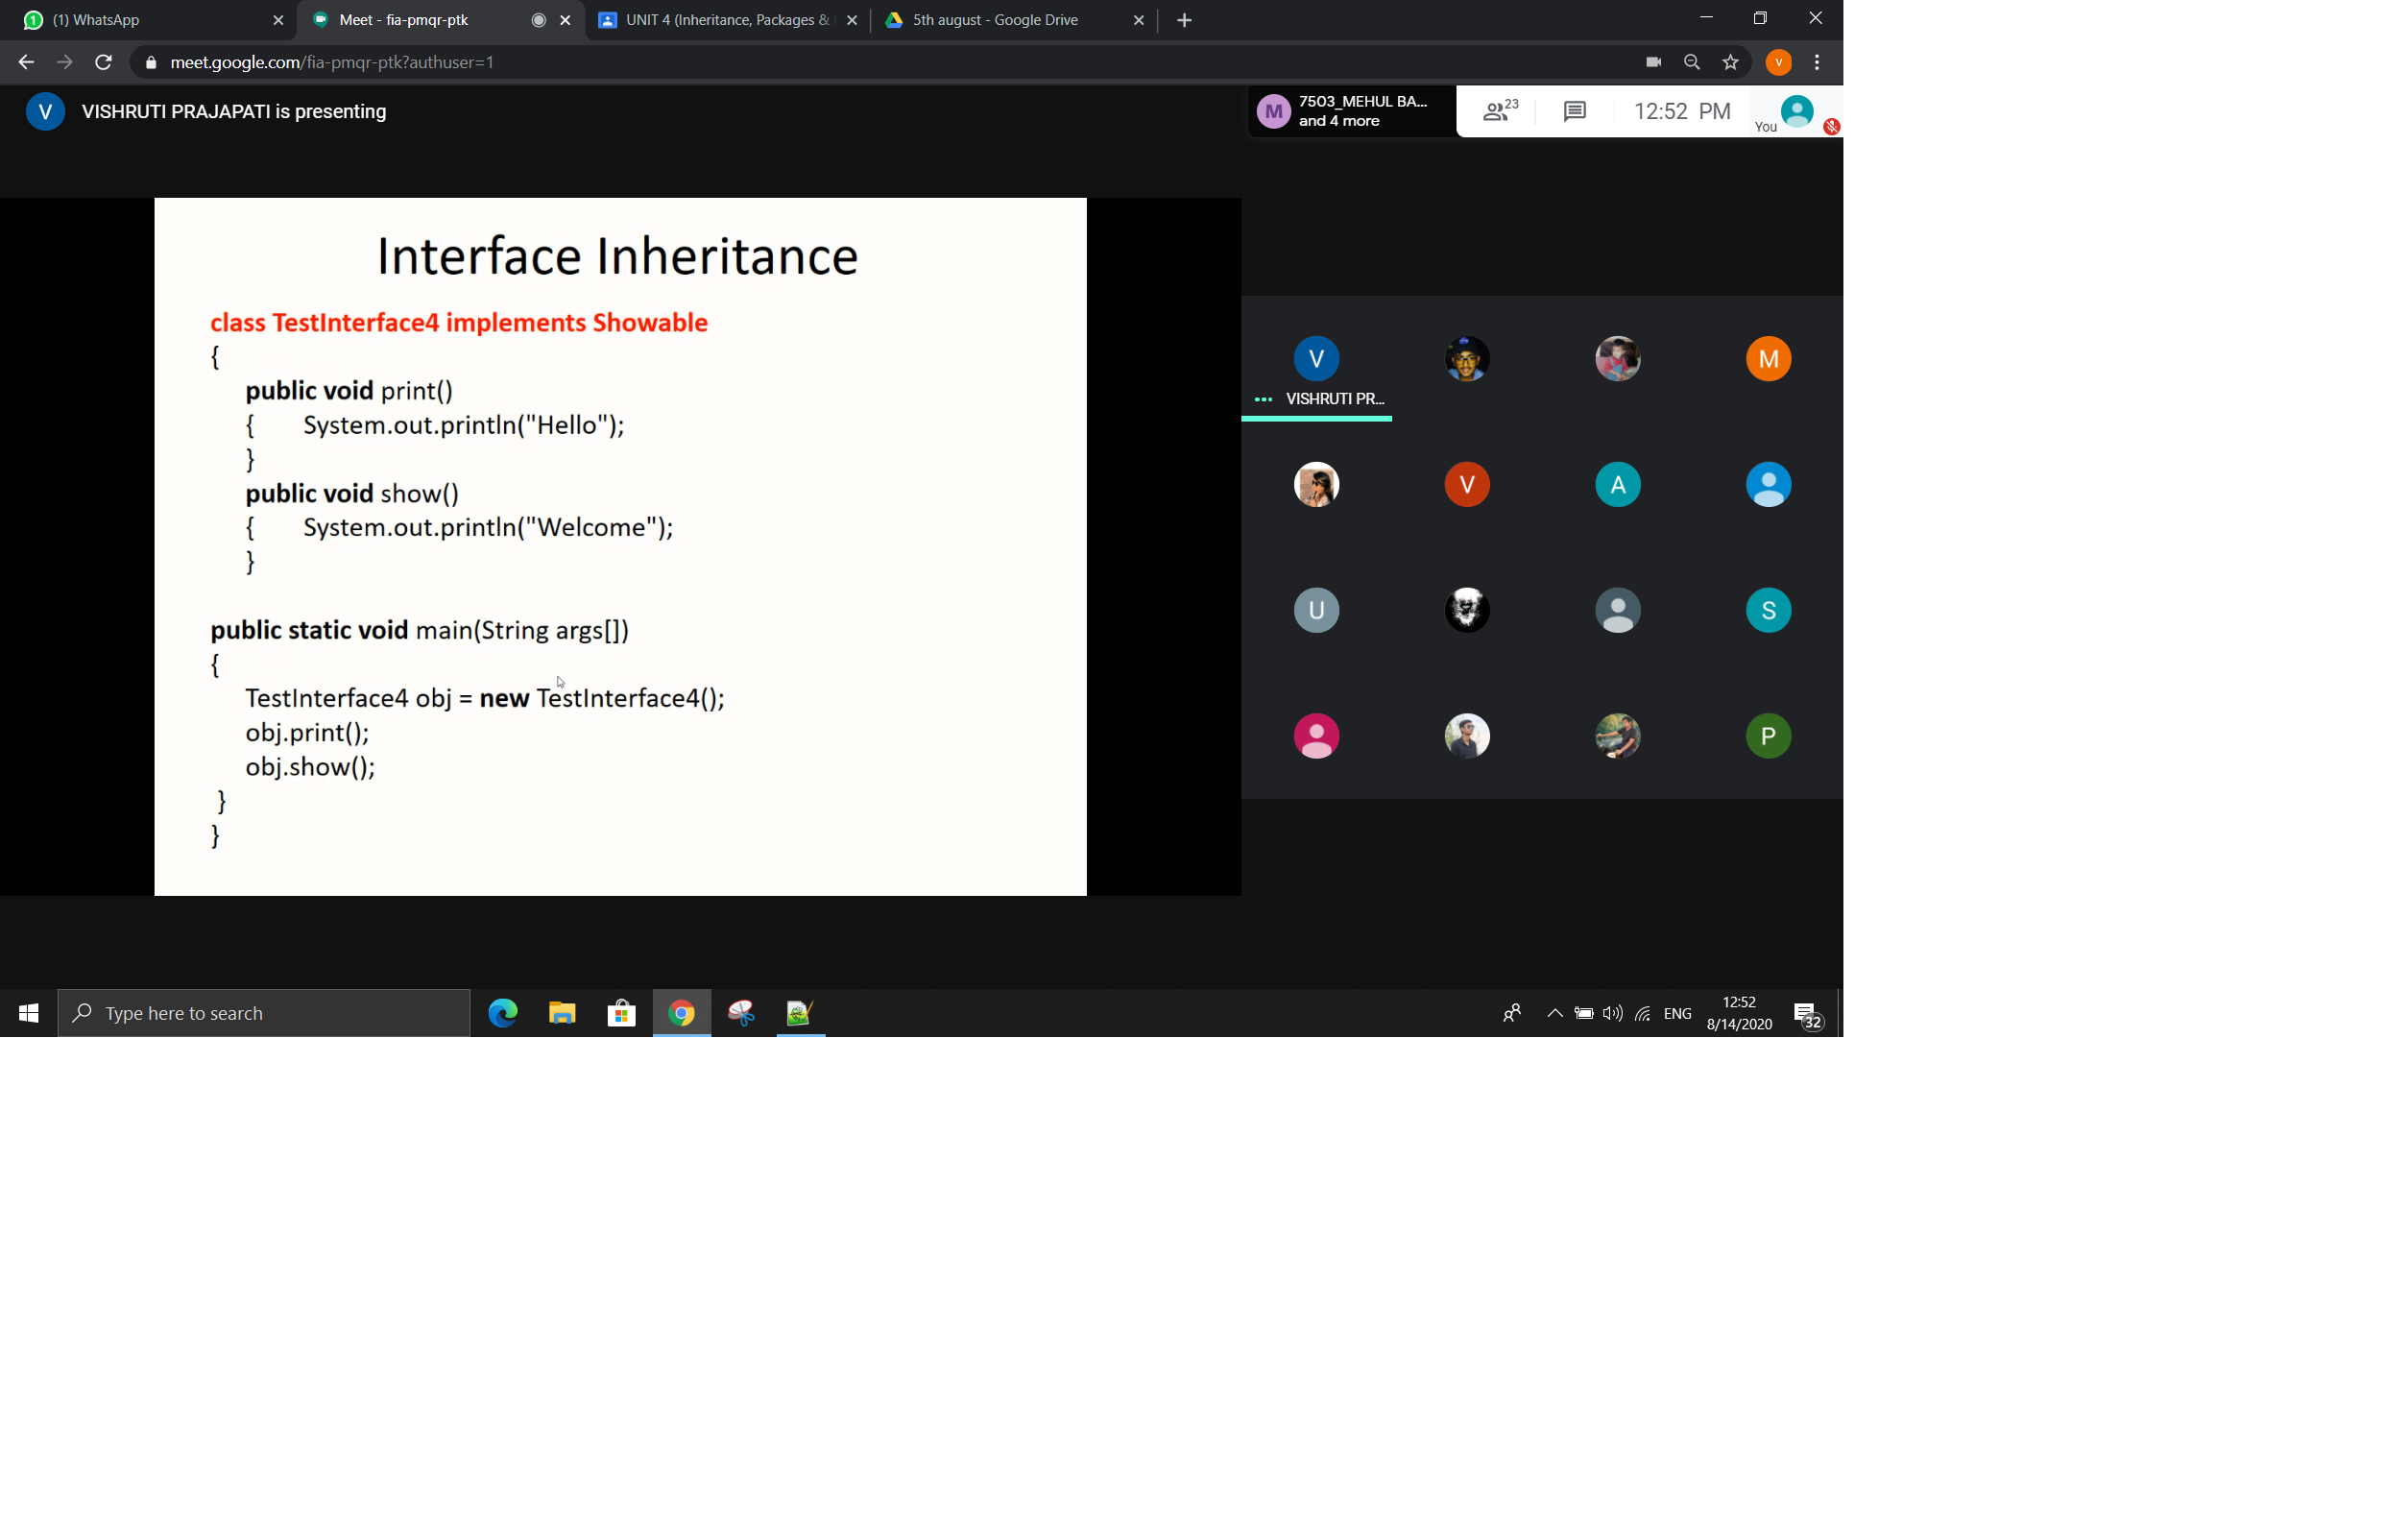 (1) WhatsApp
Meet - fia-pmqr-ptk
UNIT 4 (Inheritance, Packages &
5th august - Google Drive
meet.google.com/fia-pmqr-ptk?authuser=1
V
V
VISHRUTI PRAJAPATI is presenting
M
7503_MEHUL BA...
and 4 more
23
12:52 PM
You
Interface Inheritance
class TestInterface4 implements Showable
{
public void print()
{ System.out.println("Hello");
}
public void show()
{ System.out.println("Welcome");
}
public static void main(String args[])
{
TestInterface4 obj = new TestInterface4();
obj.print();
obj.show();
}
}
V
M
VISHRUTI PR...
V
A
U
S
P
Type here to search
ENG
12:52
8/14/2020
32